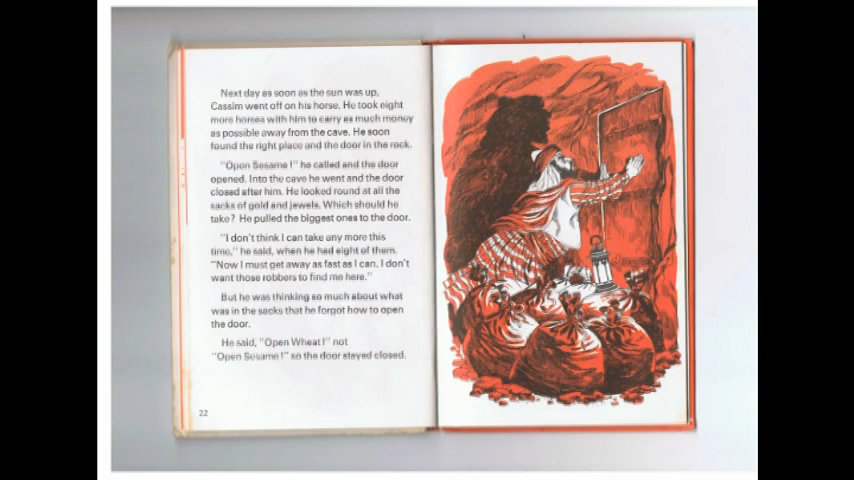 Next day as soon as the sun was up,
Cassim went off on his horse. He took eight
more horses with him to carry as much money
as possible away from the cave. He soon
found the right place and the door in the rock.
"Open Sesame!" he called and the door
opened. Into the cave he went and the door
closed after him. He looked round at all the
sacks of gold and jewels. Which should he
take? He pulled the biggest ones to the door.
"I don't think I can take any more this
time," he said, when he had eight of them.
"Now I must get away as fast as I can. I don't
want those robbers to find me here."
But he was thinking so much about what
was in the sacks that he forgot how to open
the door.
He said, "Open Wheat!" not
"Open Sesame!" so the door stayed closed.
22